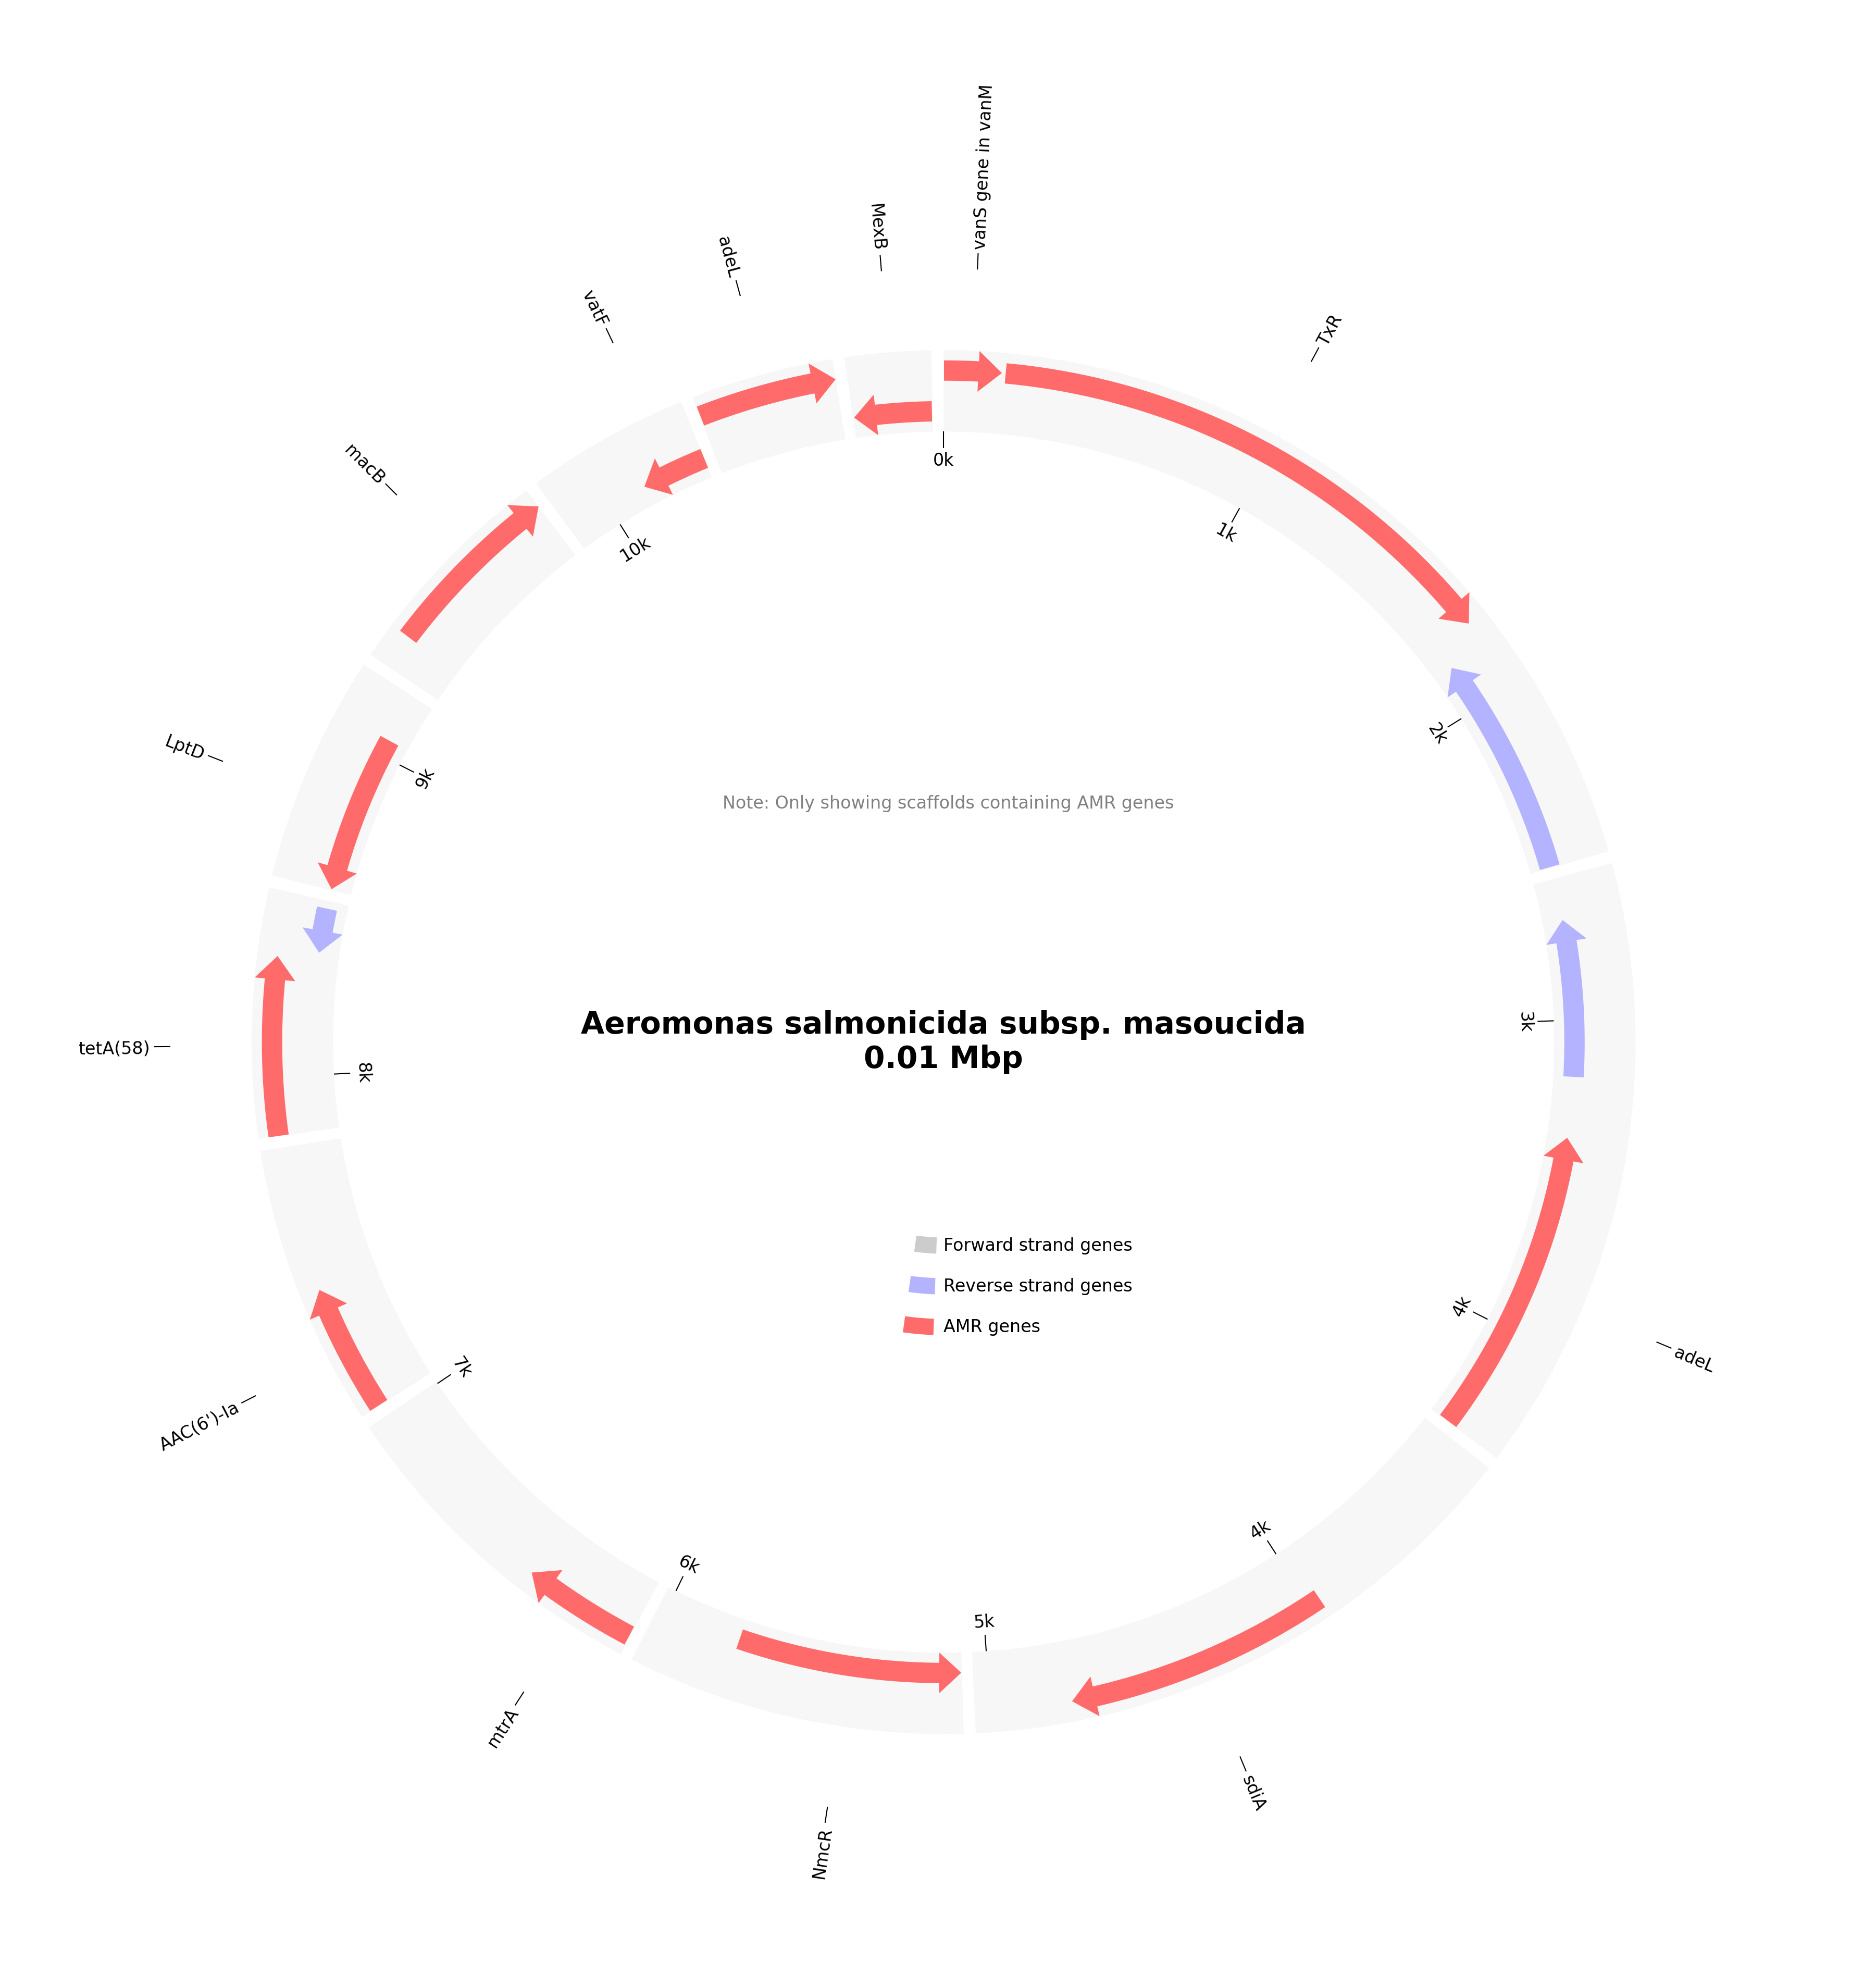 vanS gene in vanM
MexB
adeL
vatF
TxR
macB
0k
1k
10k
LptD
2k
9k
Note: Only showing scaffolds containing AMR genes
Aeromonas salmonicida subsp. masoucida
0.01 Mbp
3k
tetA(58)
8k
Forward strand genes
Reverse strand genes
AMR genes
4k
adeL
7k
AAC(6')-Ia
4k
6k
5k
mtrA
sdiA
NmcR